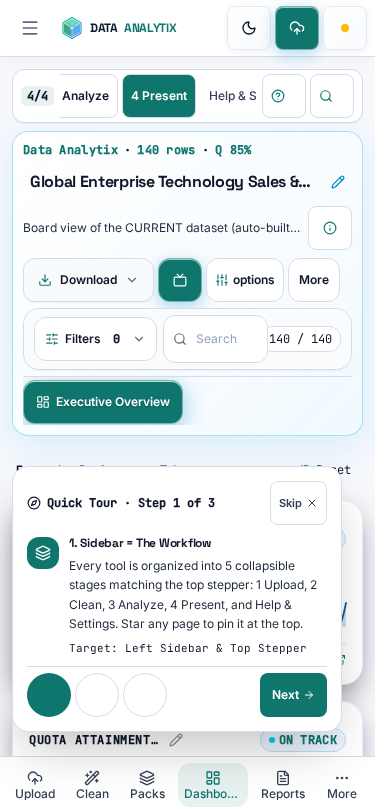 DATA ANALYTIX
4/4 Analyze 4 Present Help & S
Data Analytix · 140 rows · Q 85%
Global Enterprise Technology Sales &...
Board view of the CURRENT dataset (auto-built...
Download options More
Filters 0 Search 140 / 140
Executive Overview
Quick Tour · Step 1 of 3 Skip
1. Sidebar = The Workflow
Every tool is organized into 5 collapsible
stages matching the top stepper: 1 Upload, 2
Clean, 3 Analyze, 4 Present, and Help &
Settings. Star any page to pin it at the top.
Target: Left Sidebar & Top Stepper
Next →
QUOTA ATTAINMENT… ON TRACK
Upload Clean Packs Dashbo... Reports More